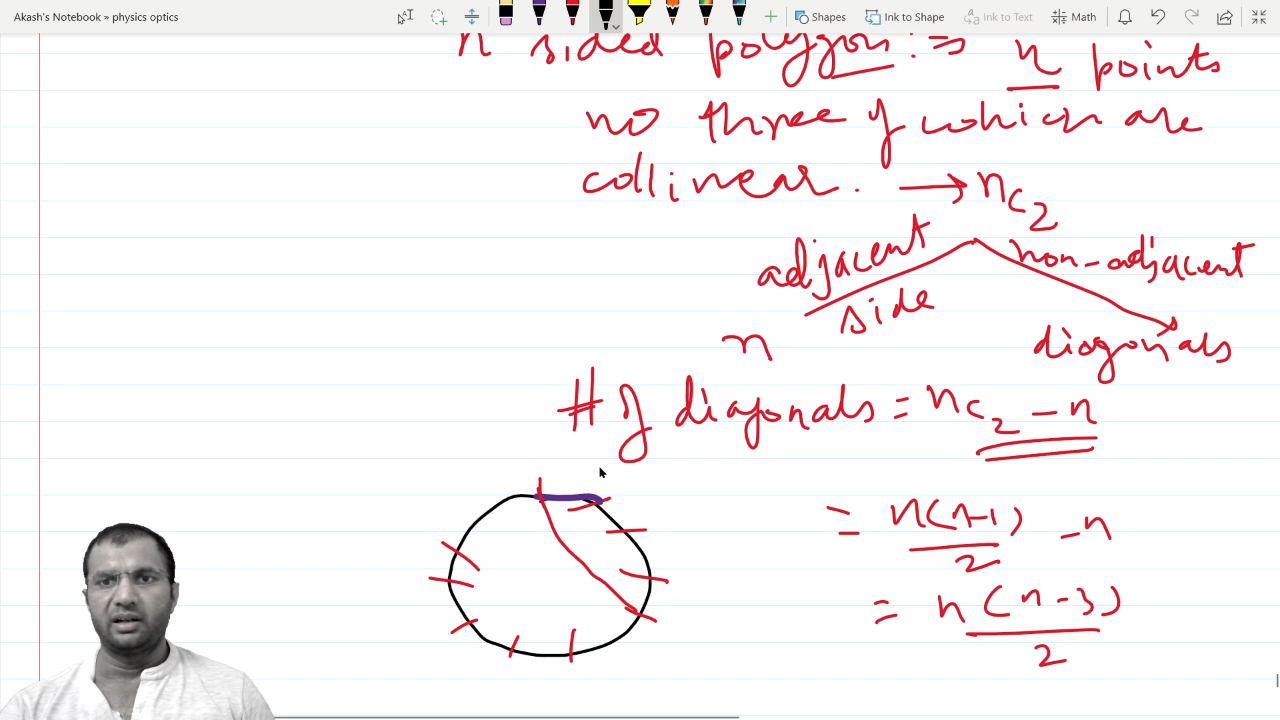 Akash's Notebook » physics optics
Shapes Ink to Shape Ink to Text Math
n sided polygon := n points
no three of which are
collinear. → nC2
adjacent non-adjacent
side
n diagonals
# of diagonals = nC2 - n
= n(n-1)/2 - n
= n(n-3)/2